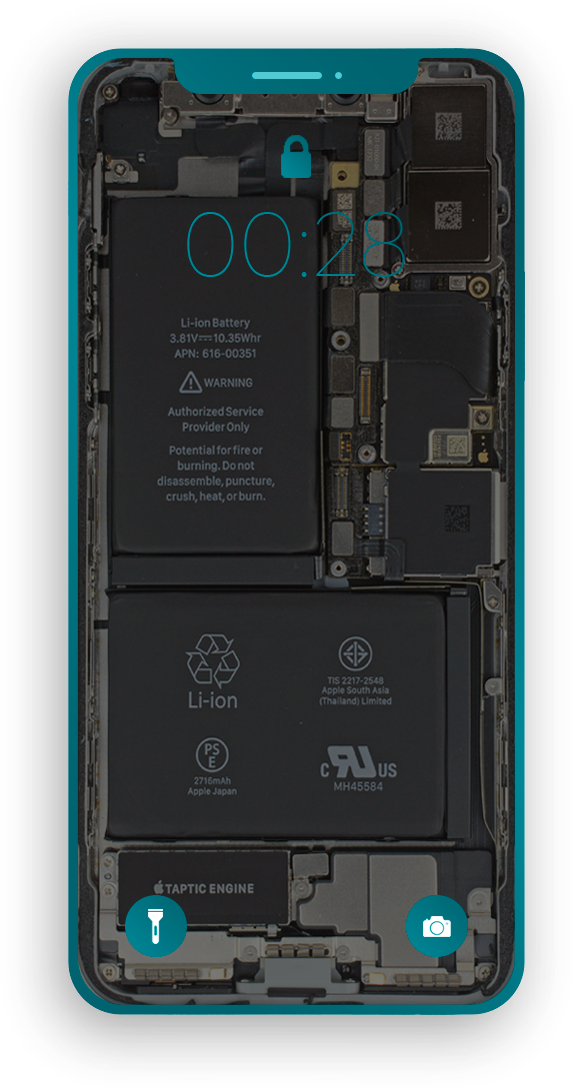 00:28
Li-ion Battery
3.81V⎓10.35Whr
APN: 616-00351
WARNING
Authorized Service
Provider Only
Potential for fire or
burning. Do not
disassemble, puncture,
crush, heat, or burn.
Li-ion
TIS 2217-2548
Apple South Asia
(Thailand) Limited
PS
E
2716mAh
Apple Japan
c RU US
MH45584
TAPTIC ENGINE